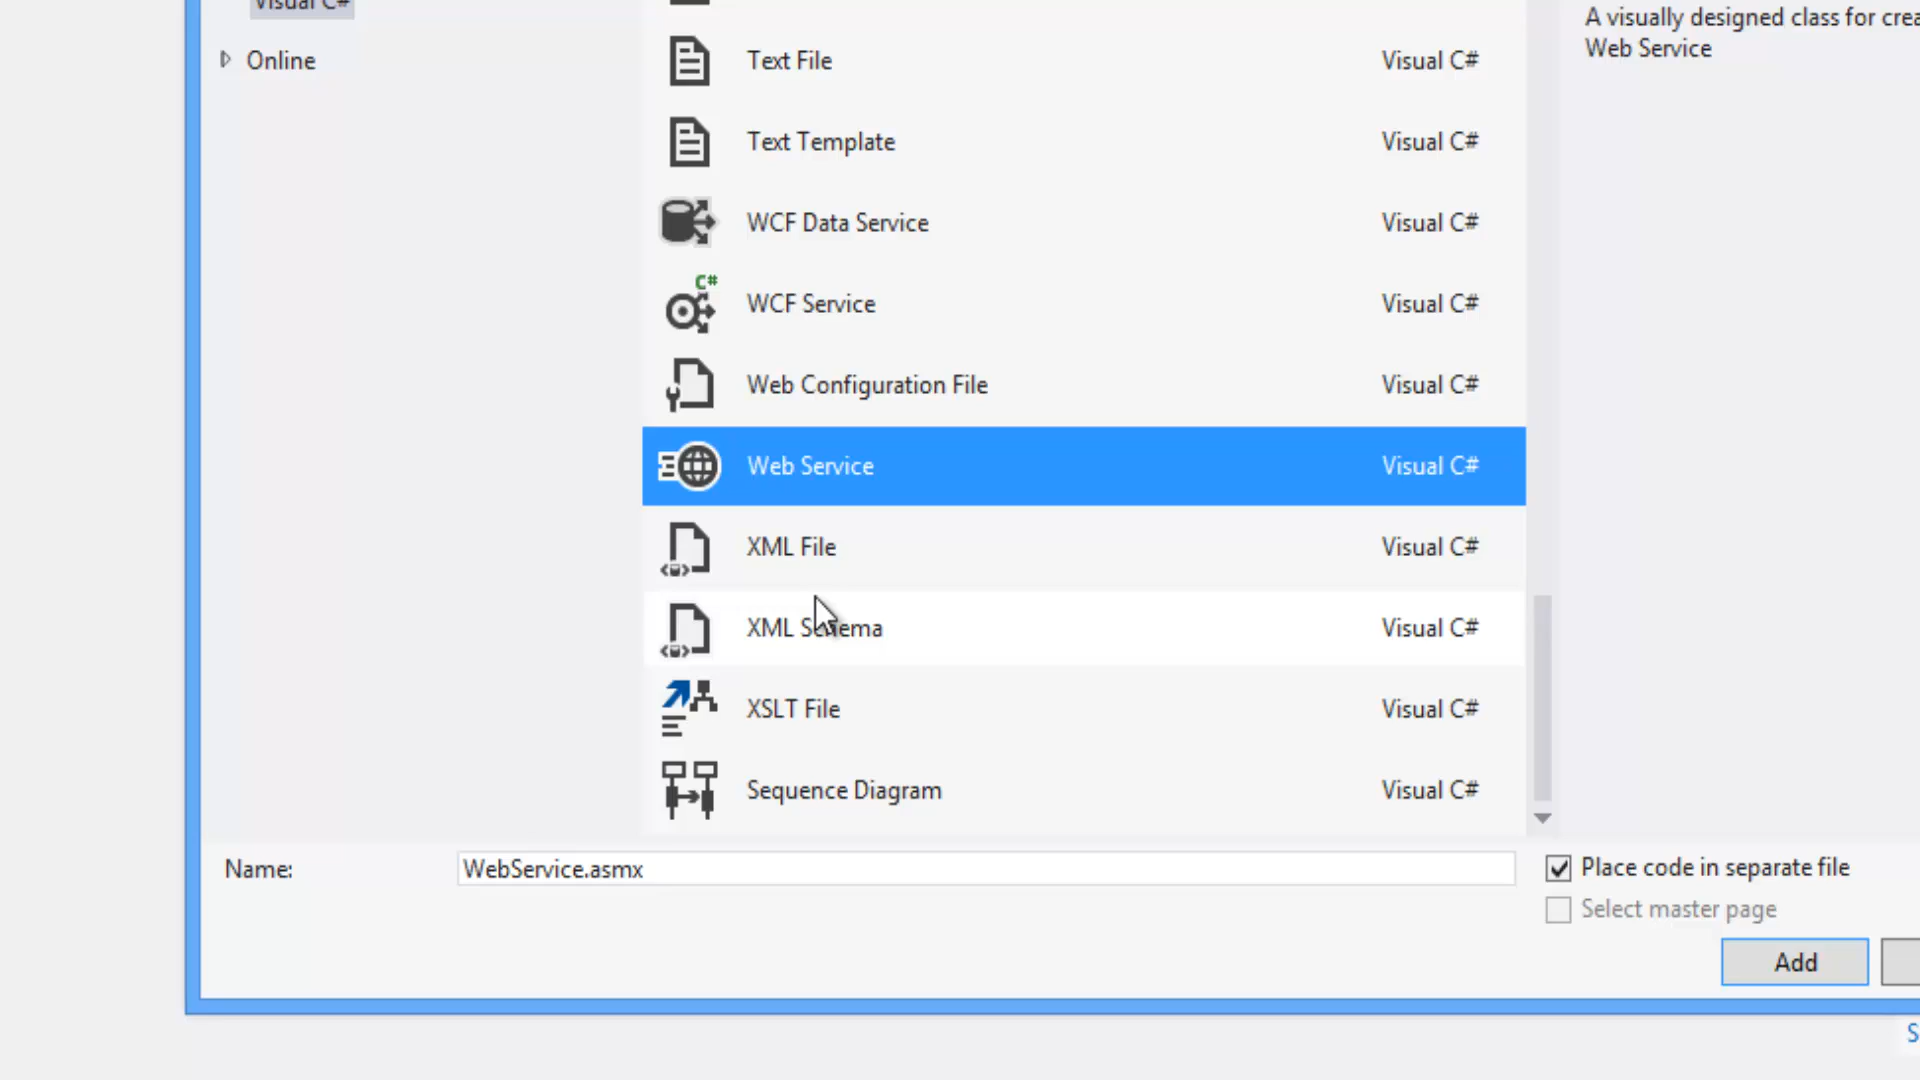 Visual C#
Online
Text File Visual C#
Text Template Visual C#
WCF Data Service Visual C#
C#
WCF Service Visual C#
Web Configuration File Visual C#
Web Service Visual C#
XML File Visual C#
XML Schema Visual C#
XSLT File Visual C#
Sequence Diagram Visual C#
A visually designed class for crea
Web Service
Name: WebService.asmx
Place code in separate file
Select master page
Add
S